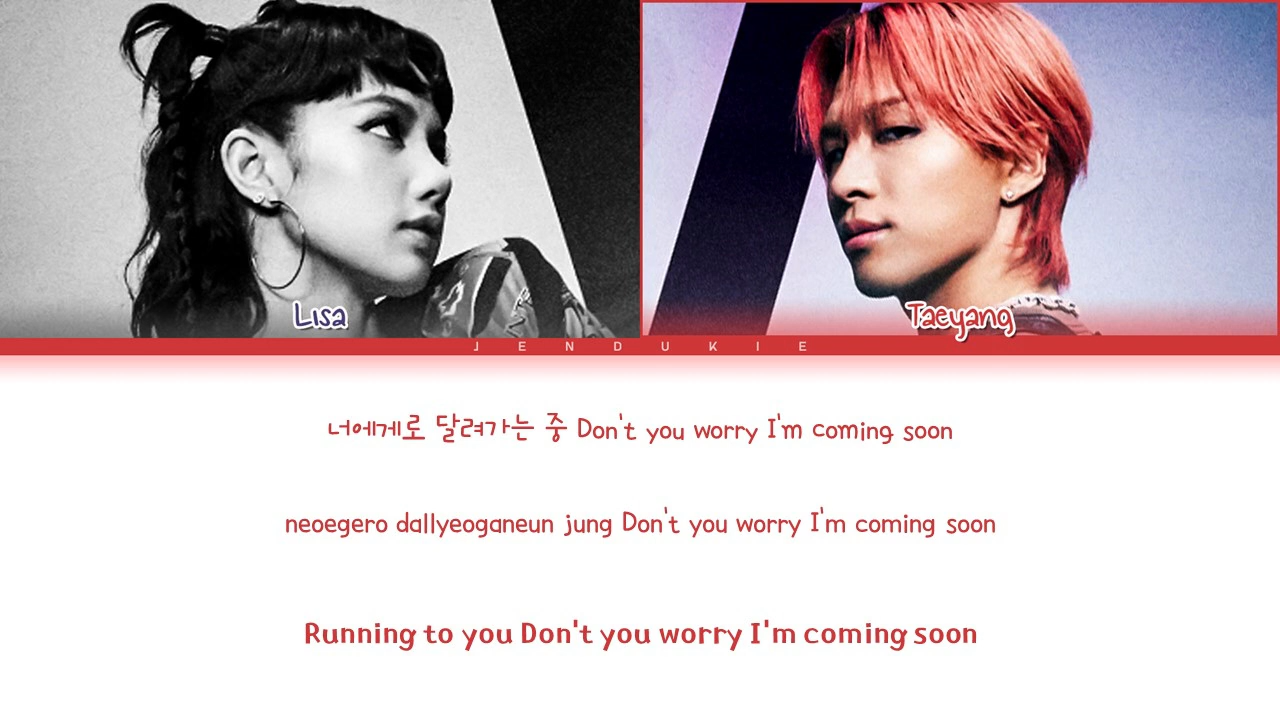 Lisa
Taeyang
JENDUKIE
너에게로 달려가는 중 Don't you worry I'm coming soon
neoegero dallyeoganeun jung Don't you worry I'm coming soon
Running to you Don't you worry I'm coming soon